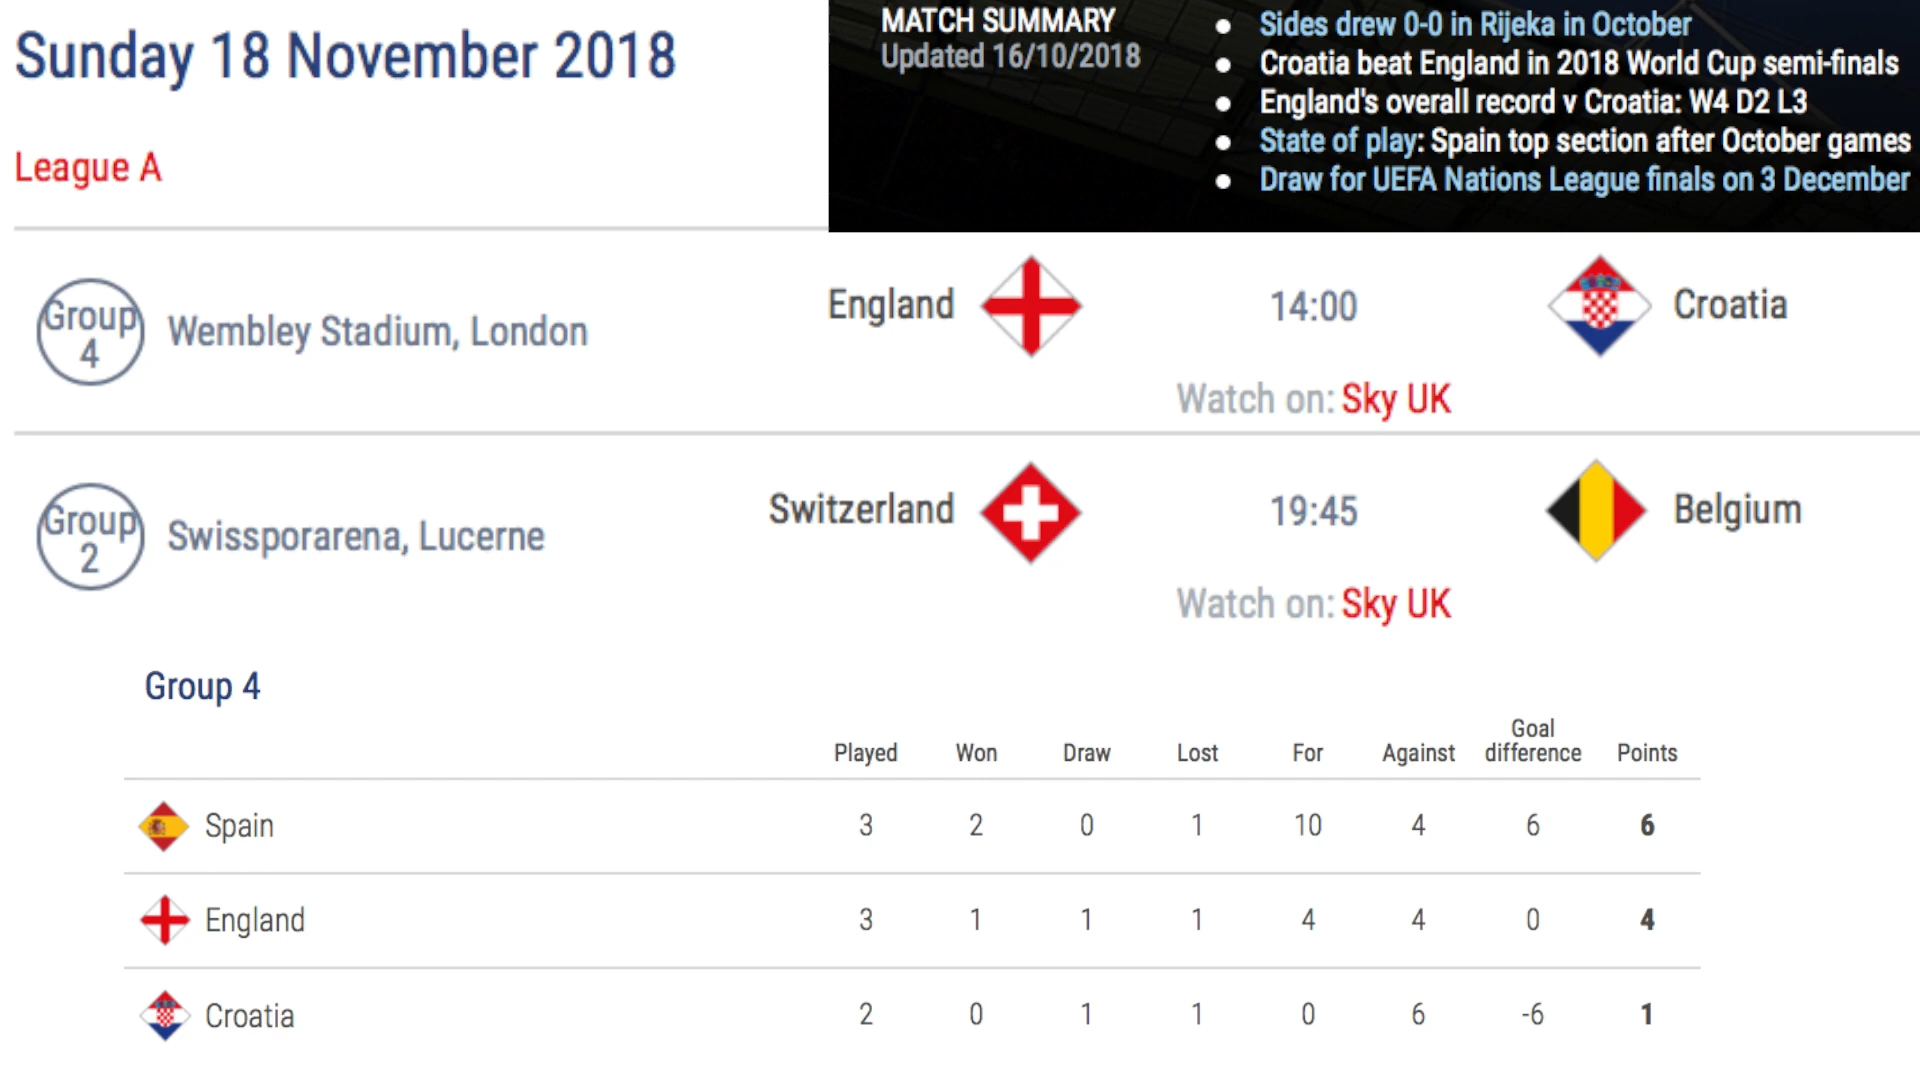 Sunday 18 November 2018
League A
MATCH SUMMARY
Updated 16/10/2018
Sides drew 0-0 in Rijeka in October
Croatia beat England in 2018 World Cup semi-finals
England's overall record v Croatia: W4 D2 L3
State of play: Spain top section after October games
Draw for UEFA Nations League finals on 3 December
Group 4
Wembley Stadium, London
England 14:00 Croatia
Watch on: Sky UK
Group 2
Swissporarena, Lucerne
Switzerland 19:45 Belgium
Watch on: Sky UK
Group 4
Played Won Draw Lost For Against Goal difference Points
Spain 3 2 0 1 10 4 6 6
England 3 1 1 1 4 4 0 4
Croatia 2 0 1 1 0 6 -6 1